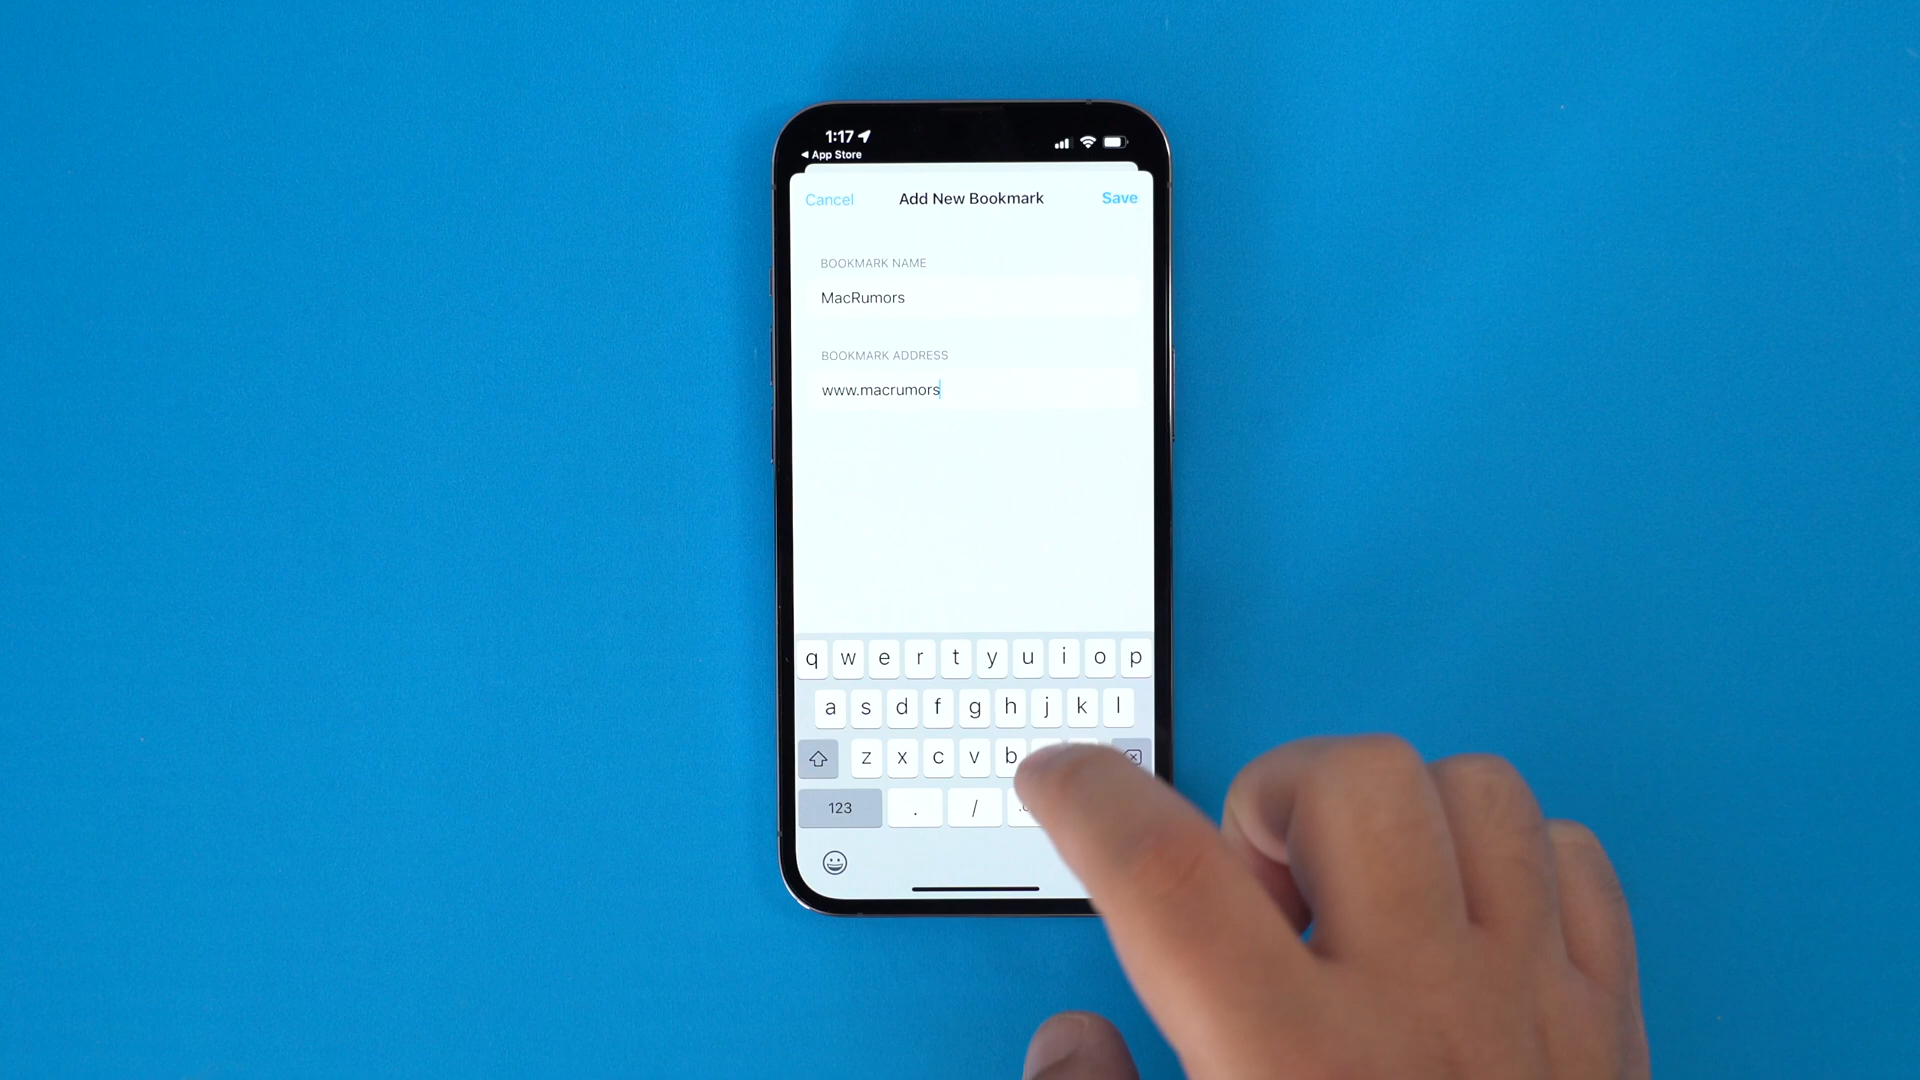 1:17
◀ App Store
Cancel Add New Bookmark Save
BOOKMARK NAME
MacRumors
BOOKMARK ADDRESS
www.macrumors
q w e r t y u i o p
a s d f g h j k l
z x c v b
123 . /